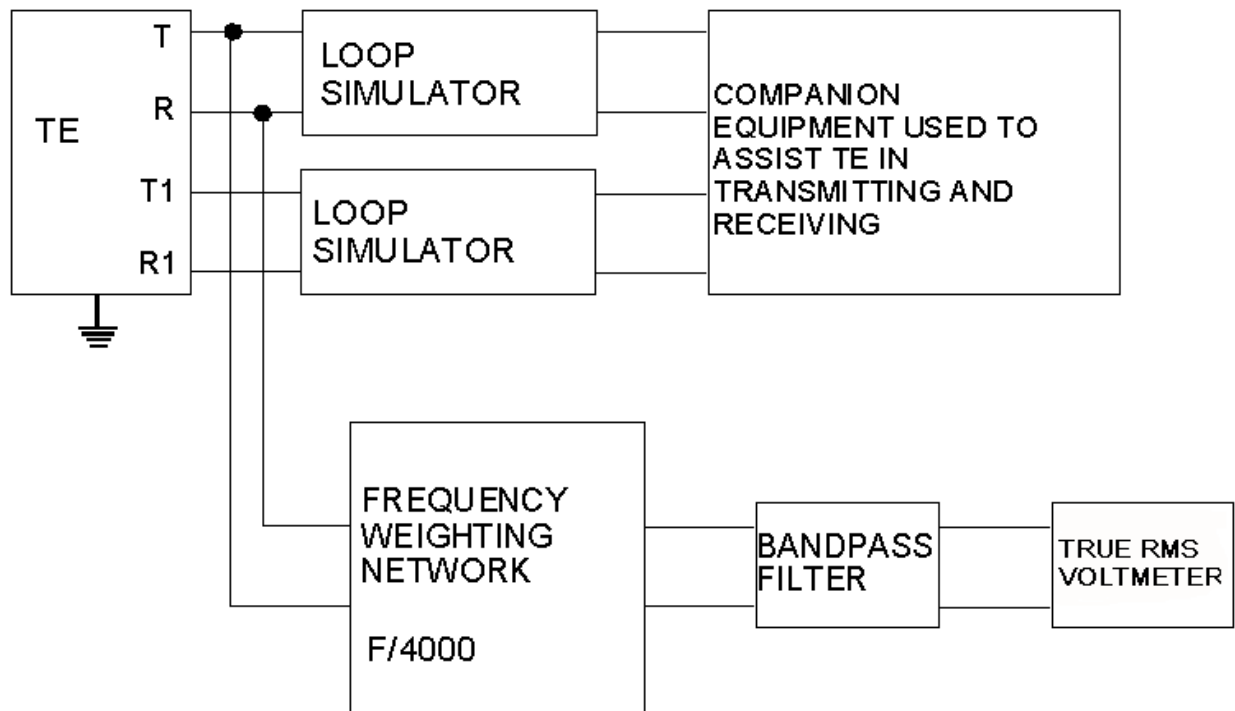 TE
T
R
T1
R1
LOOP
SIMULATOR
LOOP
SIMULATOR
COMPANION
EQUIPMENT USED TO
ASSIST TE IN
TRANSMITTING AND
RECEIVING
FREQUENCY
WEIGHTING
NETWORK
F/4000
BANDPASS
FILTER
TRUE RMS
VOLTMETER